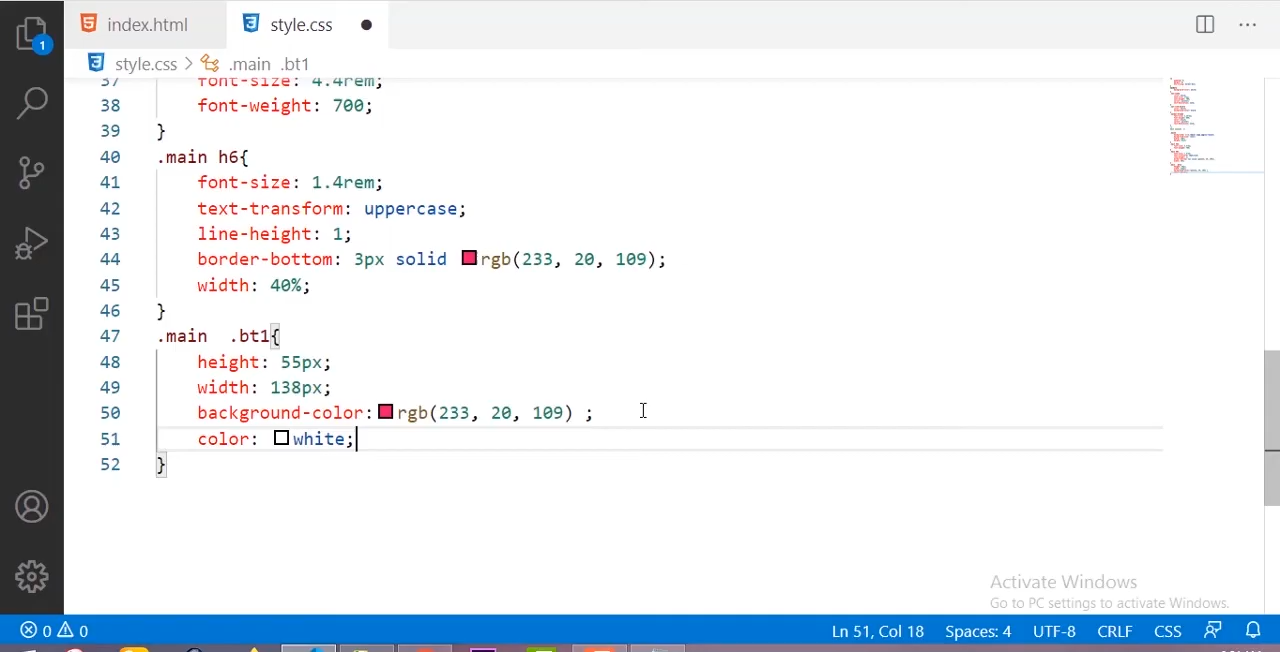 index.html
style.css
style.css > .main .bt1
37 font-size: 4.4rem;
38 font-weight: 700;
39 }
40 .main h6{
41 font-size: 1.4rem;
42 text-transform: uppercase;
43 line-height: 1;
44 border-bottom: 3px solid rgb(233, 20, 109);
45 width: 40%;
46 }
47 .main  .bt1{
48 height: 55px;
49 width: 138px;
50 background-color: rgb(233, 20, 109) ;
51 color: white;
52 }
1
Activate Windows
Go to PC settings to activate Windows.
0 0 Ln 51, Col 18 Spaces: 4 UTF-8 CRLF CSS